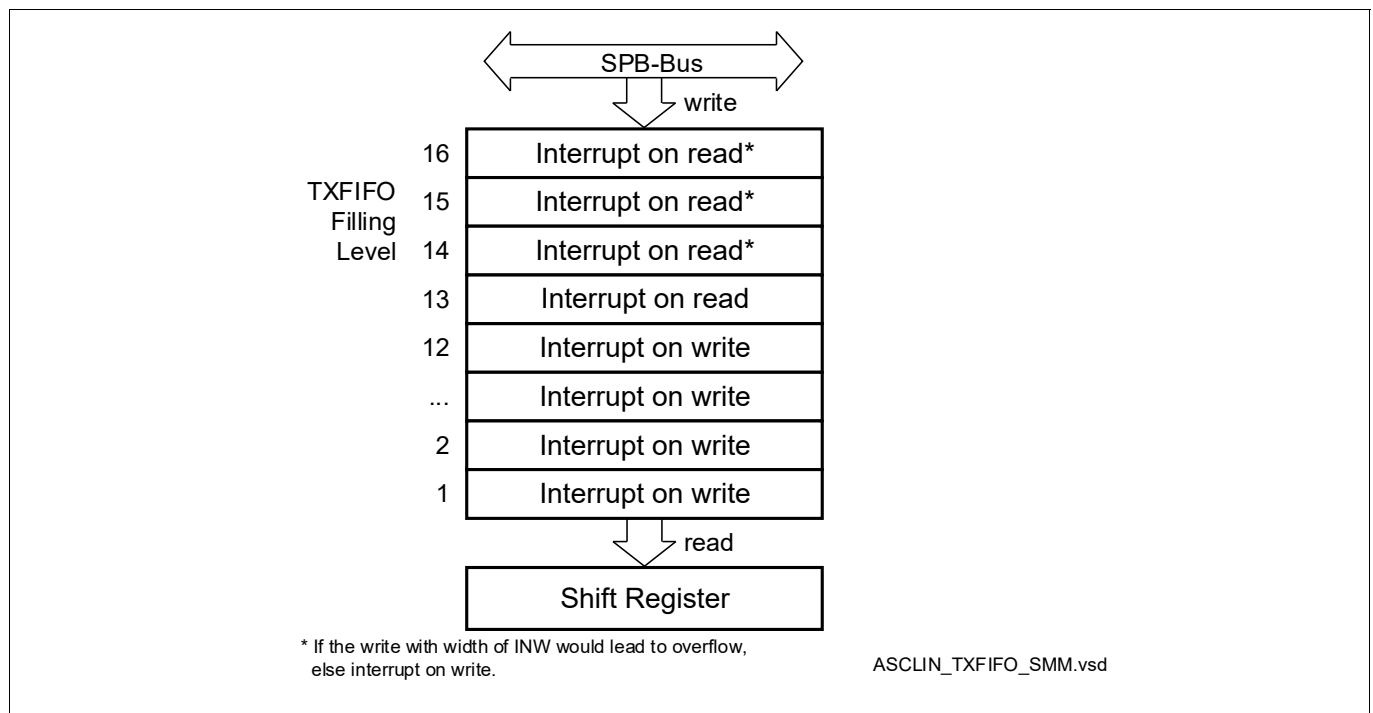 SPB-Bus
write
16 Interrupt on read*
TXFIFO
Filling
Level
15 Interrupt on read*
14 Interrupt on read*
13 Interrupt on read
12 Interrupt on write
... Interrupt on write
2 Interrupt on write
1 Interrupt on write
read
Shift Register
* If the write with width of INW would lead to overflow,
else interrupt on write.
ASCLIN_TXFIFO_SMM.vsd